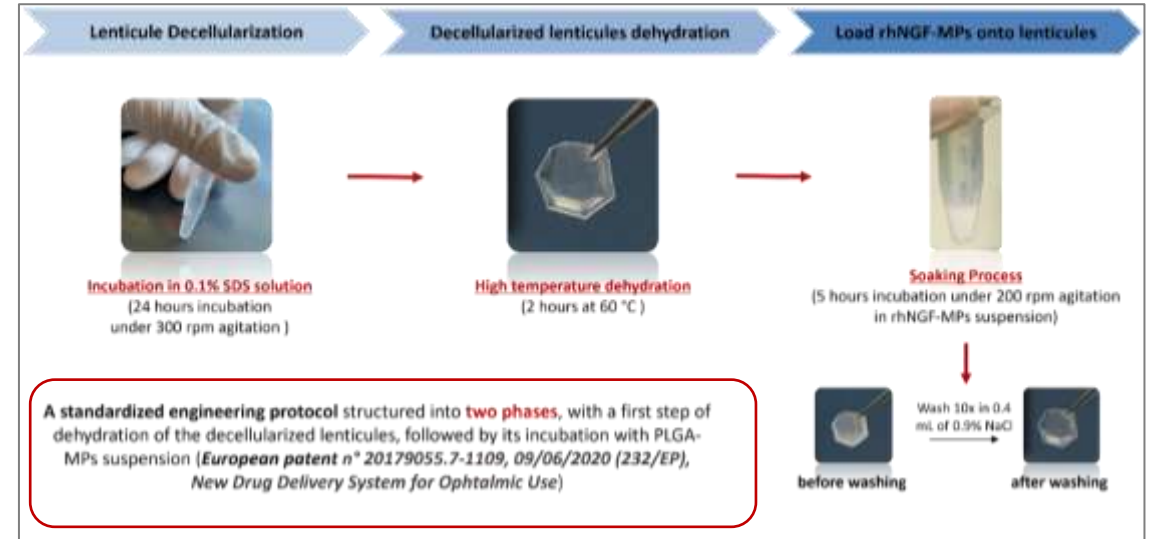 Lenticule Decellularization
Decellularized lenticules dehydration
Load rhNGF-MPs onto lenticules
Incubation in 0.1% SDS solution
(24 hours incubation
under 300 rpm agitation )
High temperature dehydration
(2 hours at 60 °C )
Soaking Process
(5 hours incubation under 200 rpm agitation
in rhNGF-MPs suspension)
A standardized engineering protocol structured into two phases, with a first step of
dehydration of the decellularized lenticules, followed by its incubation with PLGA-
MPs suspension (European patent n° 20179055.7-1109, 09/06/2020 (232/EP),
New Drug Delivery System for Ophtalmic Use)
Wash 10x in 0.4
mL of 0.9% NaCl
before washing
after washing